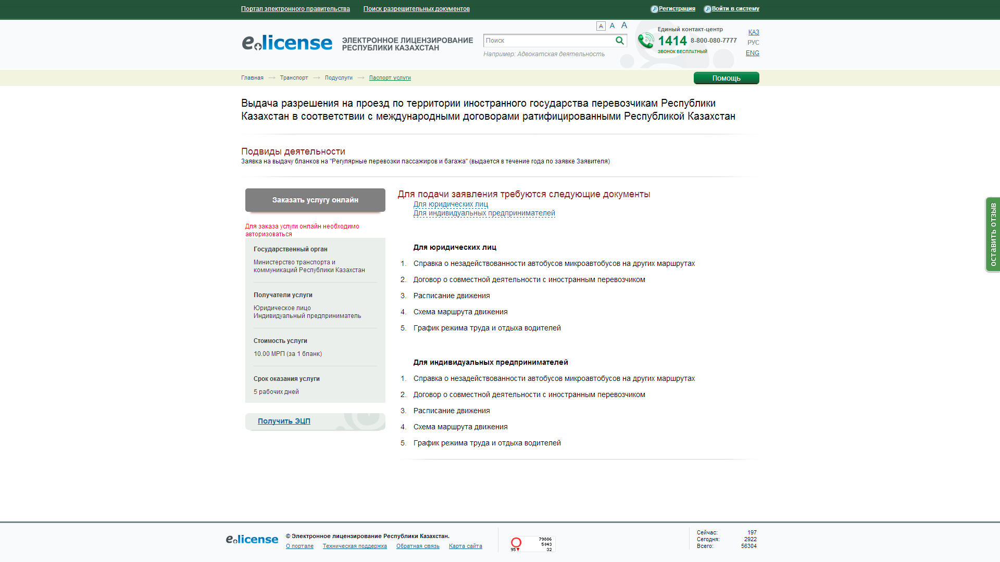 Портал электронного правительства
Поиск разрешительных документов
Регистрация
Войти в систему
A A A
e.license
ЭЛЕКТРОННОЕ ЛИЦЕНЗИРОВАНИЕ
РЕСПУБЛИКИ КАЗАХСТАН
Поиск
Например: Адвокатская деятельность
Единый контакт-центр
1414 8-800-080-7777
ЗВОНОК БЕСПЛАТНЫЙ
ҚАЗ
РУС
ENG
Главная → Транспорт → Подуслуги → Паспорт услуги
Помощь
Выдача разрешения на проезд по территории иностранного государства перевозчикам Республики
Казахстан в соответствии с международными договорами ратифицированными Республикой Казахстан
Подвиды деятельности
Заявка на выдачу бланков на "Регулярные перевозки пассажиров и багажа" (выдается в течение года по заявке Заявителя)
Заказать услугу онлайн
Для заказа услуги онлайн необходимо
авторизоваться
Государственный орган
Министерство транспорта и
коммуникаций Республики Казахстан
Получатели услуги
Юридическое лицо
Индивидуальный предприниматель
Стоимость услуги
10.00 МРП (за 1 бланк)
Срок оказания услуги
5 рабочих дней
Получить ЭЦП
Для подачи заявления требуются следующие документы
Для юридических лиц
Для индивидуальных предпринимателей
Для юридических лиц
1. Справка о незадействованности автобусов микроавтобусов на других маршрутах
2. Договор о совместной деятельности с иностранным перевозчиком
3. Расписание движения
4. Схема маршрута движения
5. График режима труда и отдыха водителей
Для индивидуальных предпринимателей
1. Справка о незадействованности автобусов микроавтобусов на других маршрутах
2. Договор о совместной деятельности с иностранным перевозчиком
3. Расписание движения
4. Схема маршрута движения
5. График режима труда и отдыха водителей
оставить отзыв
e.license
© Электронное лицензирование Республики Казахстан.
О портале
Техническая поддержка
Обратная связь
Карта сайта
79886
5043
95 32
Сейчас: 197
Сегодня: 2922
Всего: 56304